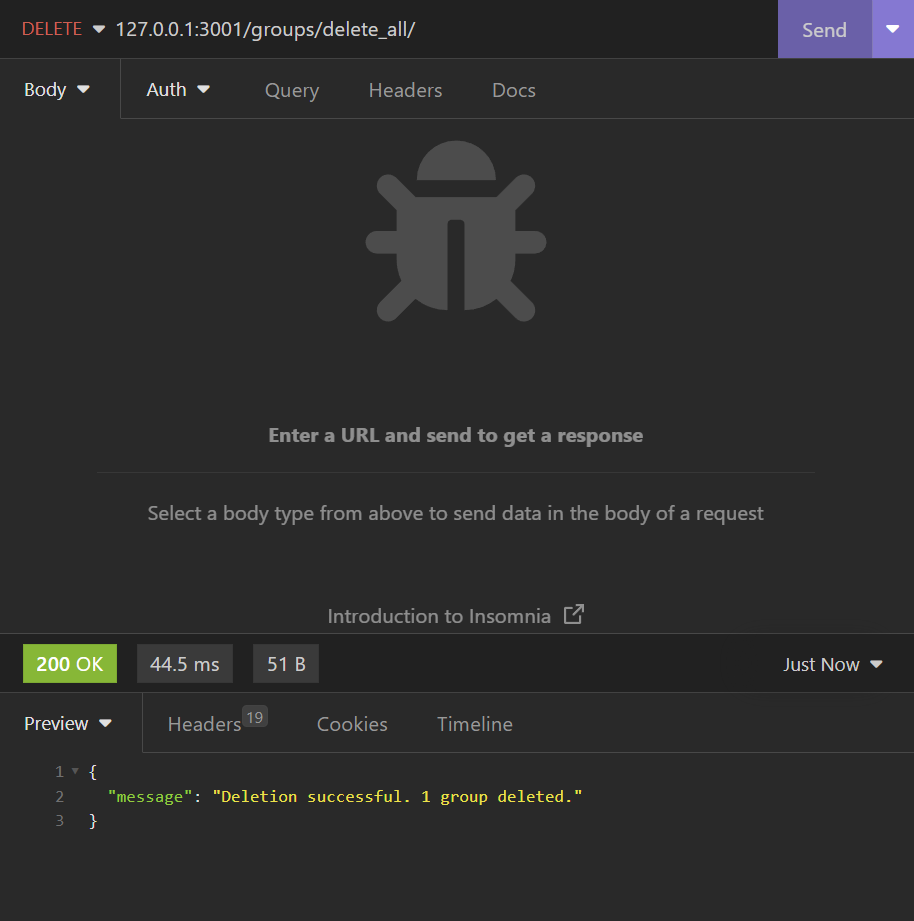 DELETE 127.0.0.1:3001/groups/delete_all/ Send
Body Auth Query Headers Docs
Enter a URL and send to get a response
Select a body type from above to send data in the body of a request
Introduction to Insomnia
200 OK 44.5 ms 51 B Just Now
Preview Headers 19 Cookies Timeline
1 {
2 "message": "Deletion successful. 1 group deleted."
3 }